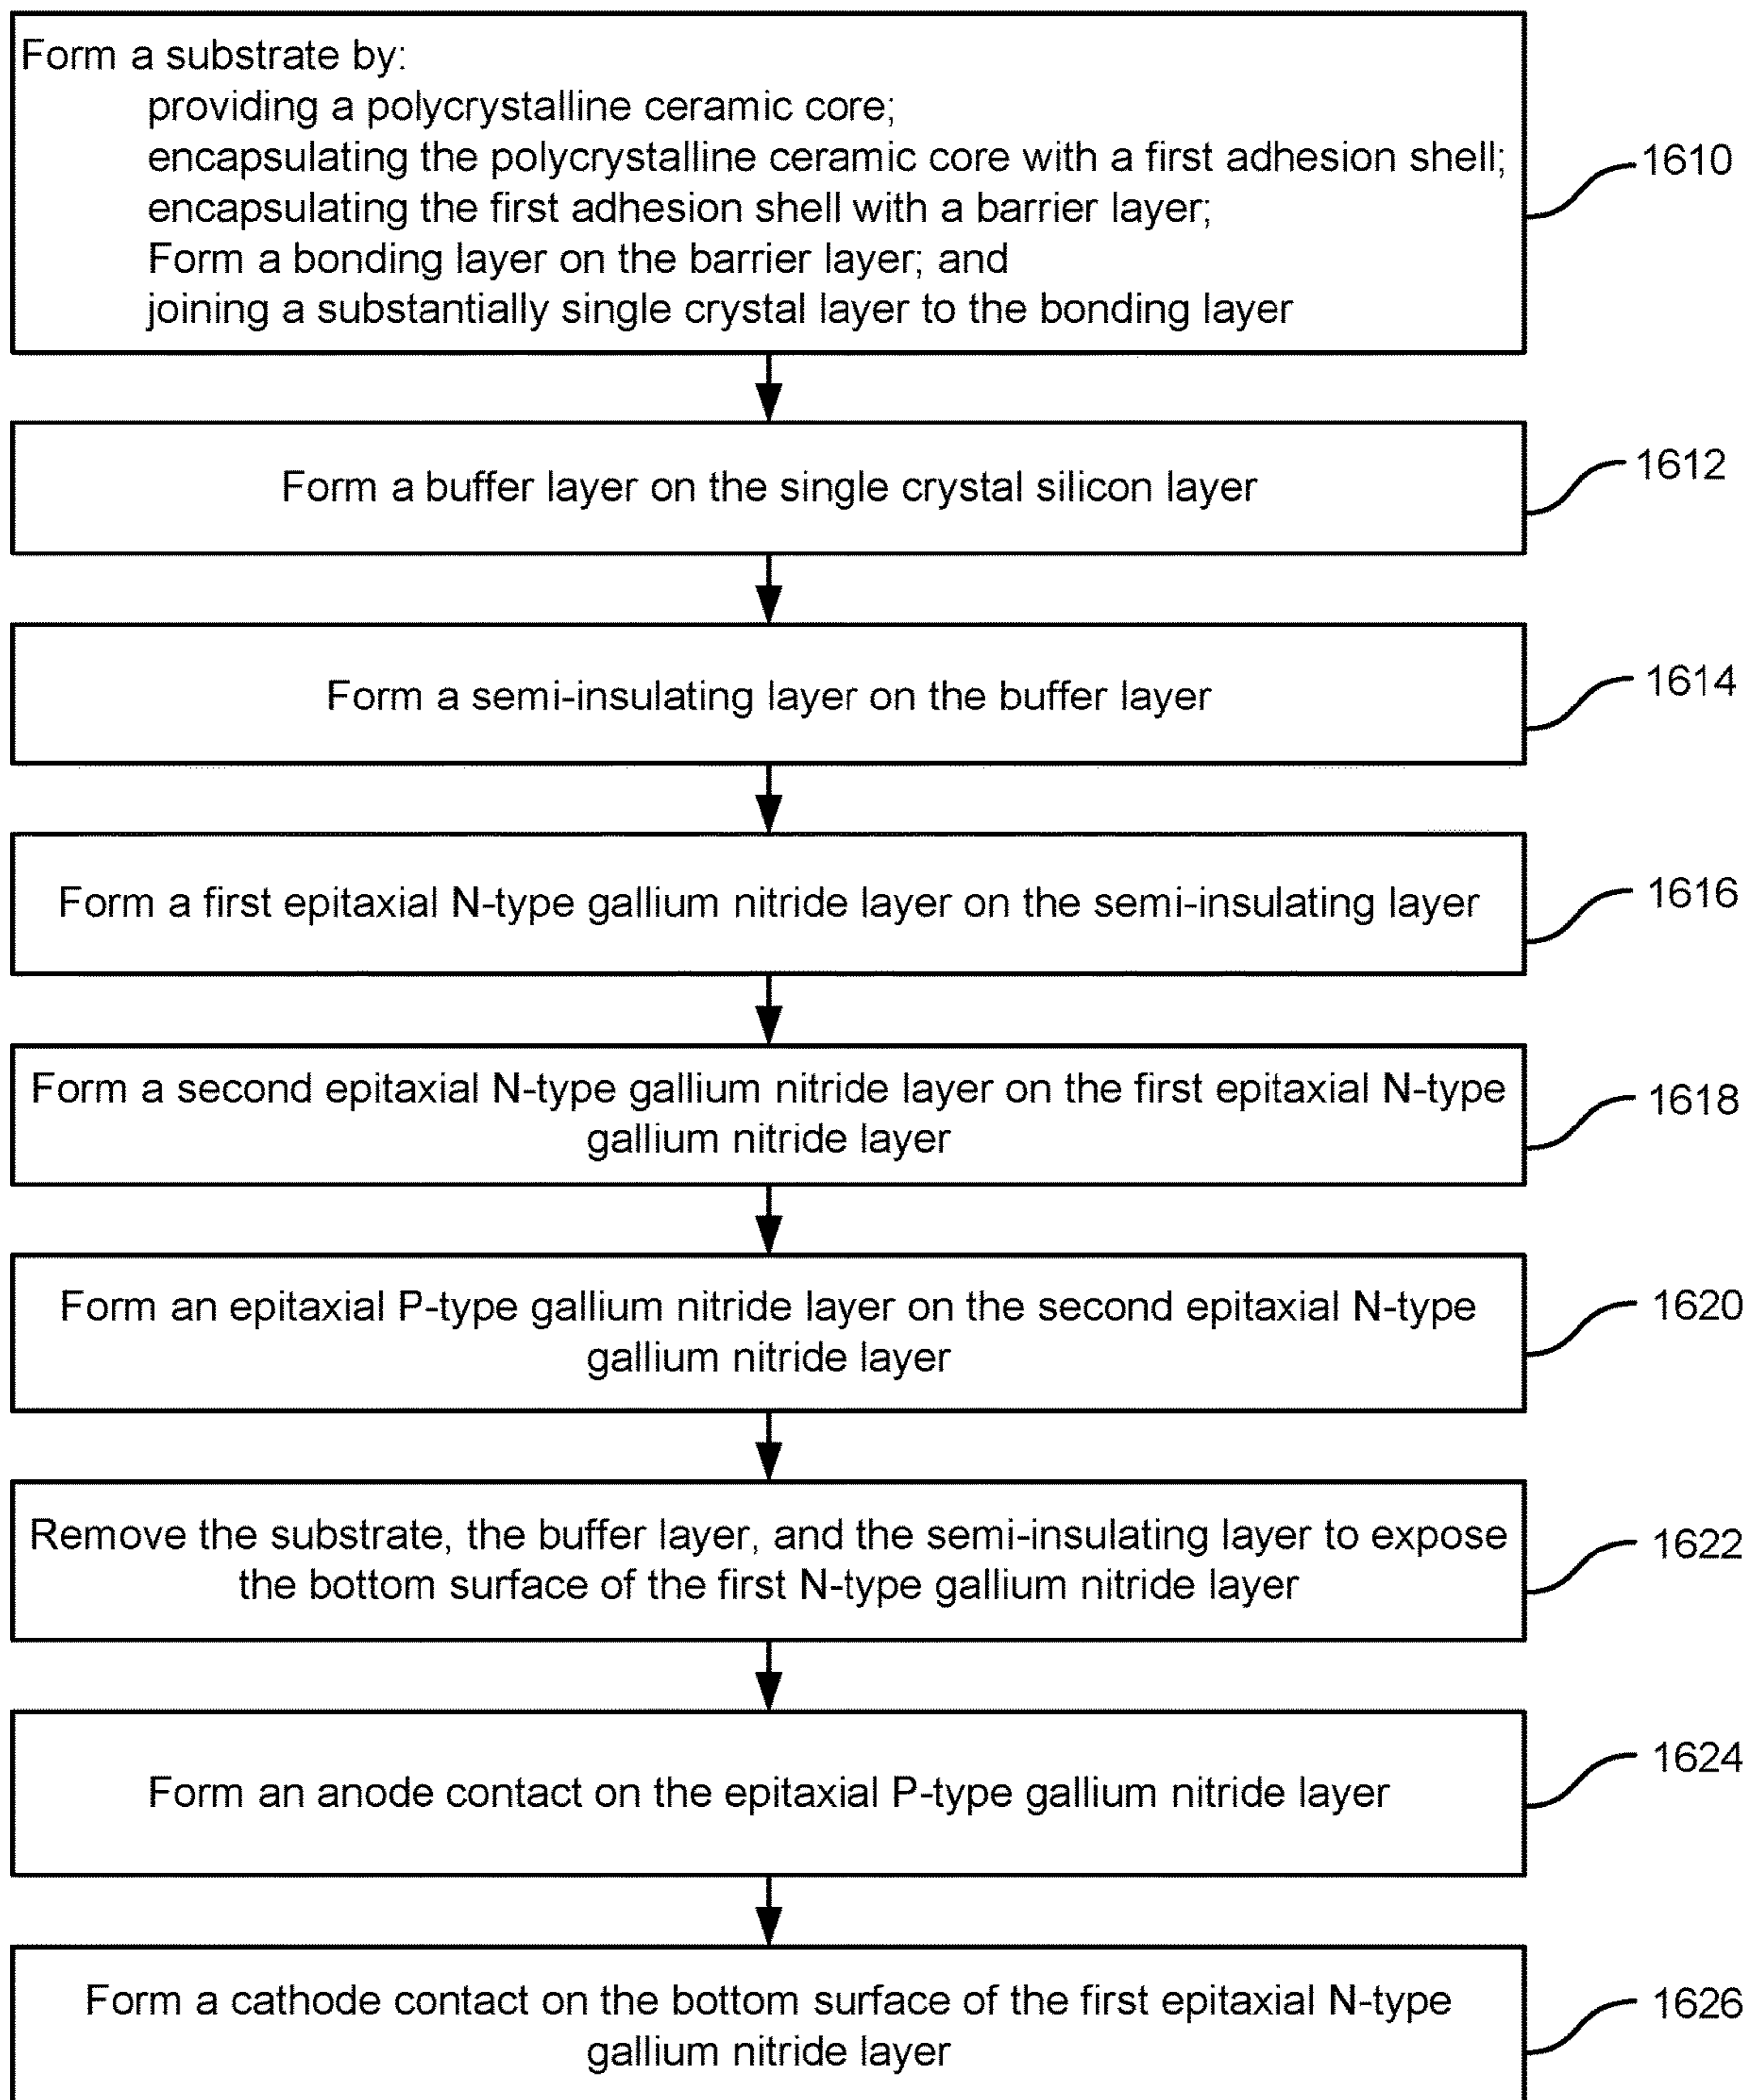 Form a substrate by:
providing a polycrystalline ceramic core;
encapsulating the polycrystalline ceramic core with a first adhesion shell;
encapsulating the first adhesion shell with a barrier layer;
Form a bonding layer on the barrier layer; and
joining a substantially single crystal layer to the bonding layer
1610
Form a buffer layer on the single crystal silicon layer
1612
Form a semi-insulating layer on the buffer layer
1614
Form a first epitaxial N-type gallium nitride layer on the semi-insulating layer
1616
Form a second epitaxial N-type gallium nitride layer on the first epitaxial N-type
gallium nitride layer
1618
Form an epitaxial P-type gallium nitride layer on the second epitaxial N-type
gallium nitride layer
1620
Remove the substrate, the buffer layer, and the semi-insulating layer to expose
the bottom surface of the first N-type gallium nitride layer
1622
Form an anode contact on the epitaxial P-type gallium nitride layer
1624
Form a cathode contact on the bottom surface of the first epitaxial N-type
gallium nitride layer
1626